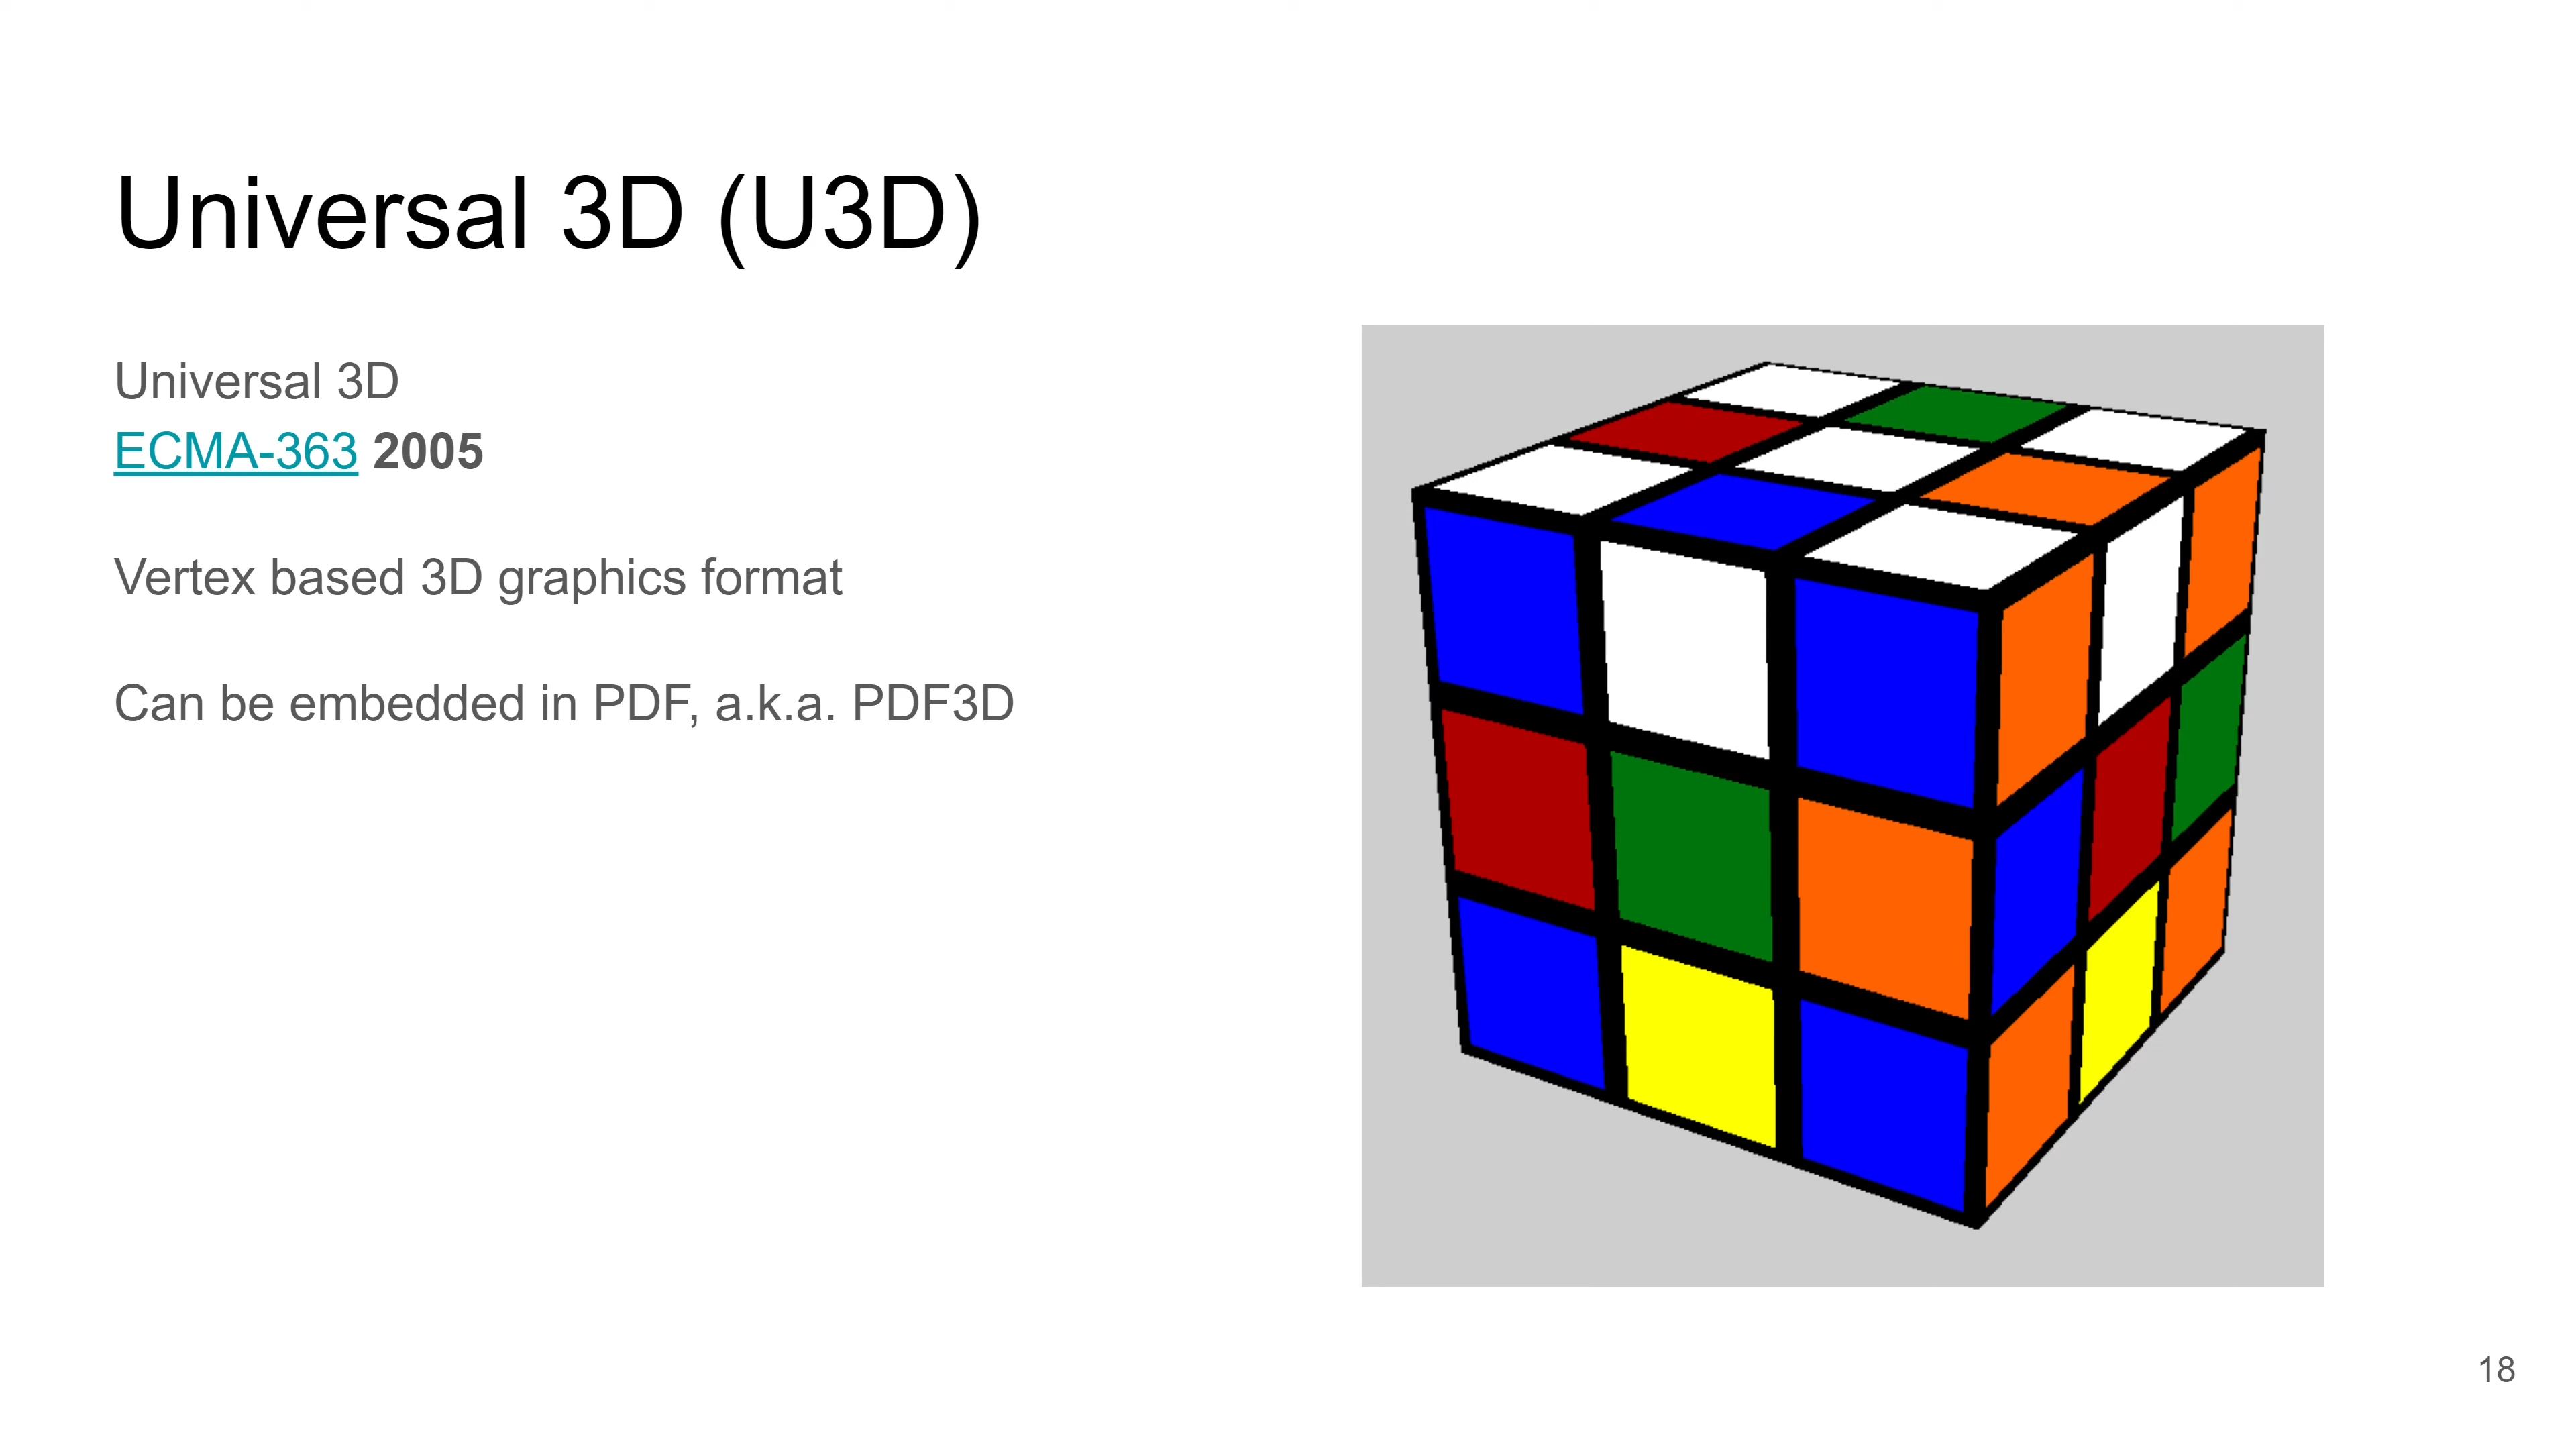 Universal 3D (U3D)
Universal 3D
ECMA-363 2005
Vertex based 3D graphics format
Can be embedded in PDF, a.k.a. PDF3D
18